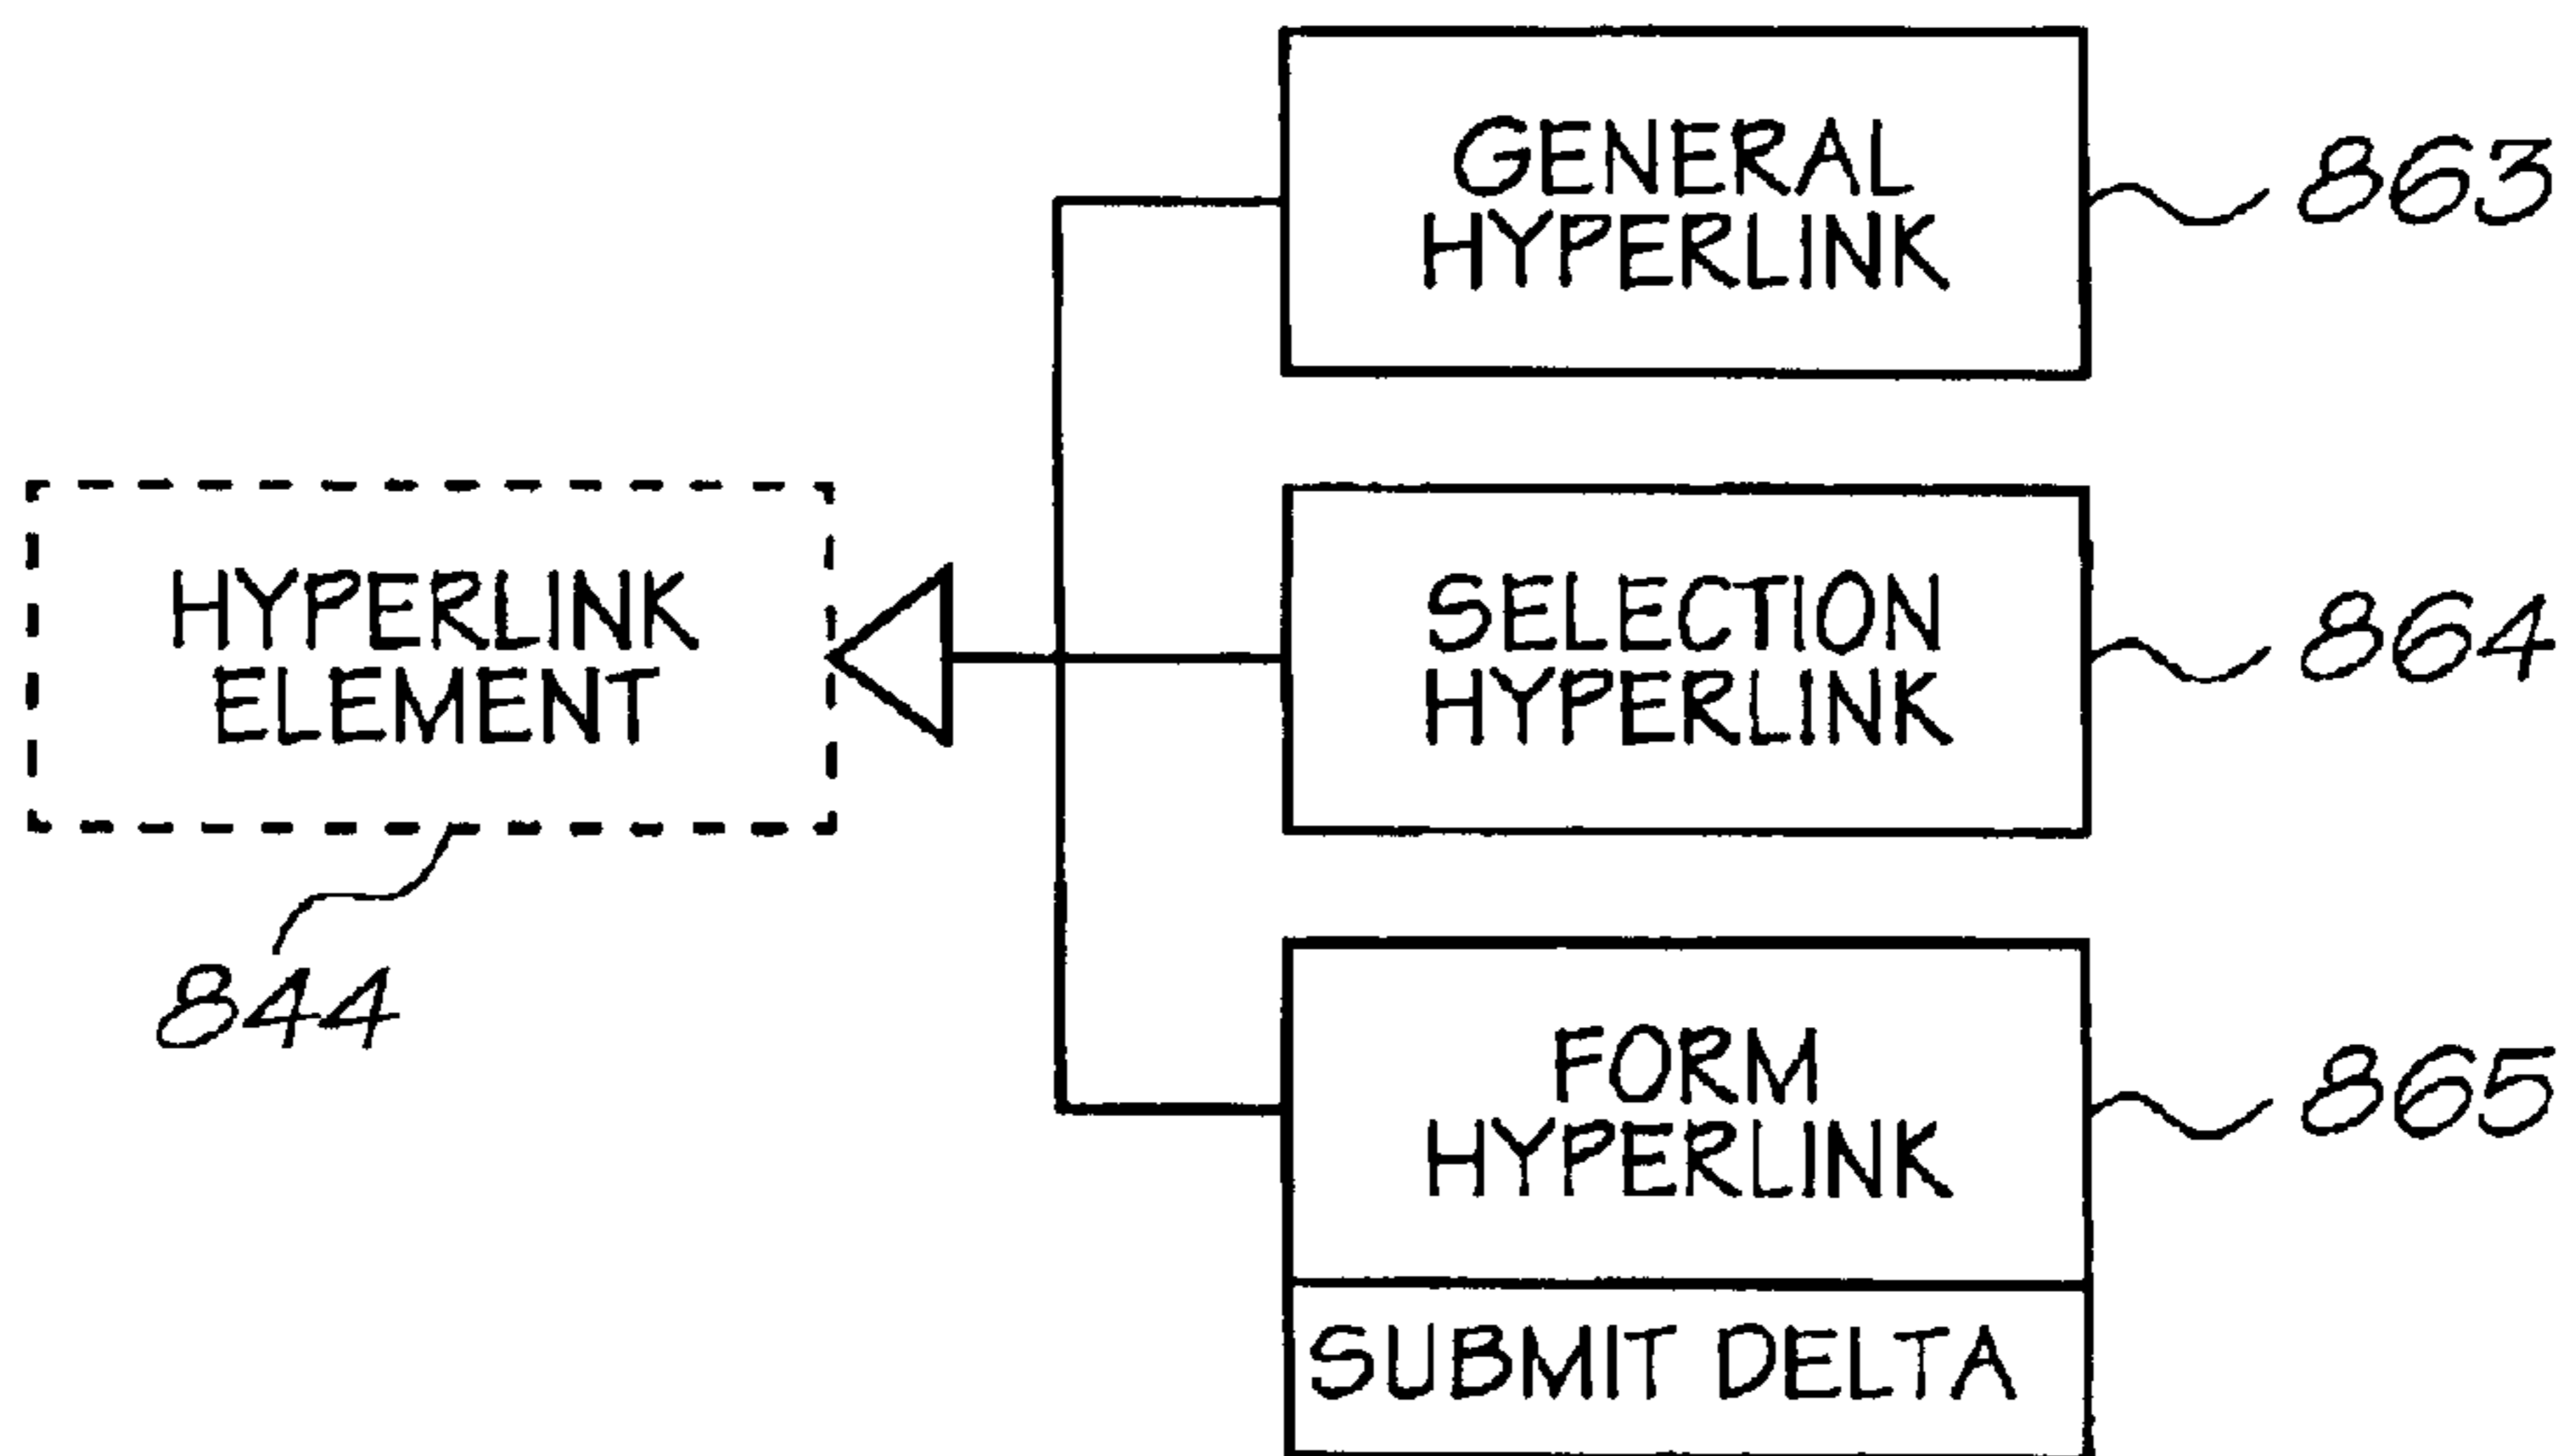 GENERAL
HYPERLINK
863
HYPERLINK
ELEMENT
844
SELECTION
HYPERLINK
864
FORM
HYPERLINK
865
SUBMIT DELTA